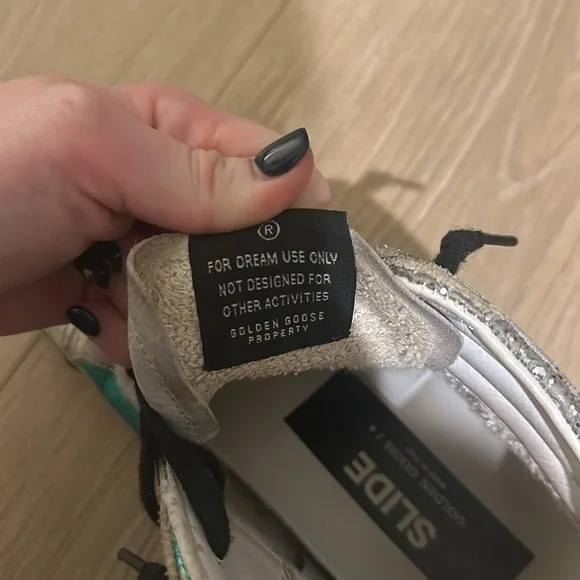 ®
FOR DREAM USE ONLY
NOT DESIGNED FOR
OTHER ACTIVITIES
GOLDEN GOOSE
PROPERTY
SLIDE
GOLDEN GOOSE /